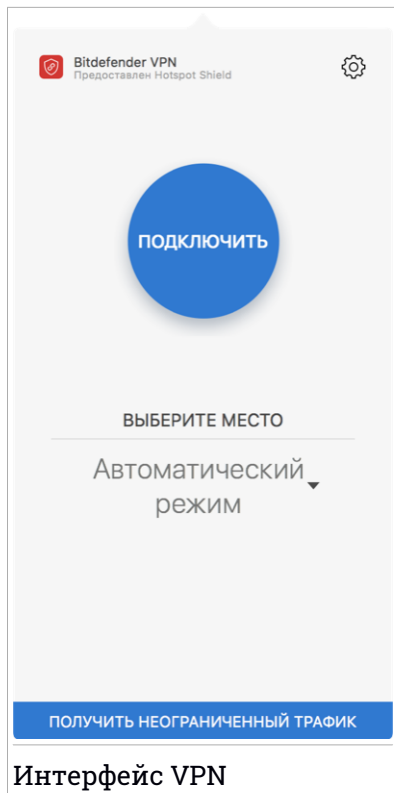 Bitdefender VPN
Предоставлен Hotspot Shield
ПОДКЛЮЧИТЬ
ВЫБЕРИТЕ МЕСТО
Автоматический
режим
ПОЛУЧИТЬ НЕОГРАНИЧЕННЫЙ ТРАФИК
Интерфейс VPN